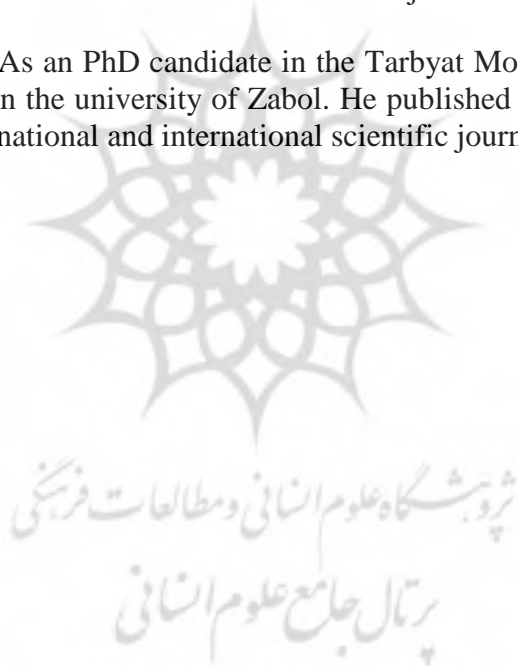 As an PhD candidate in the Tarbyat Mo
n the university of Zabol. He published
national and international scientific journ
پژوهشگاه علوم انسانی و مطالعات فرهنگی
پرتال جامع علوم انسانی